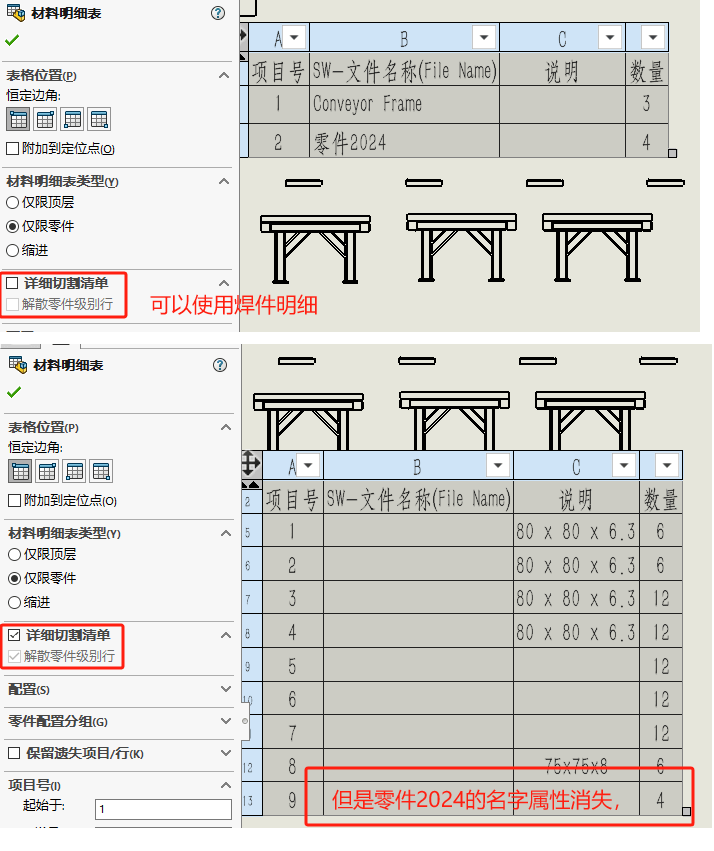 材料明细表
表格位置(P)
恒定边角:
附加到定位点(O)
材料明细表类型(Y)
仅限顶层
仅限零件
缩进
详细切割清单
解散零件级别行
A B C
项目号 SW-文件名称(File Name) 说明 数量
1 Conveyor Frame 3
2 零件2024 4
可以使用焊件明细
材料明细表
表格位置(P)
恒定边角:
附加到定位点(O)
材料明细表类型(Y)
仅限顶层
仅限零件
缩进
详细切割清单
解散零件级别行
配置(S)
零件配置分组(G)
保留遗失项目/行(K)
项目号(I)
起始于:
1
A B C
2 项目号 SW-文件名称(File Name) 说明 数量
5 1 80 x 80 x 6.3 6
6 2 80 x 80 x 6.3 6
7 3 80 x 80 x 6.3 12
8 4 80 x 80 x 6.3 12
9 5 12
10 6 12
7 12
12 8 75x75x8 6
13 9 4
但是零件2024的名字属性消失，